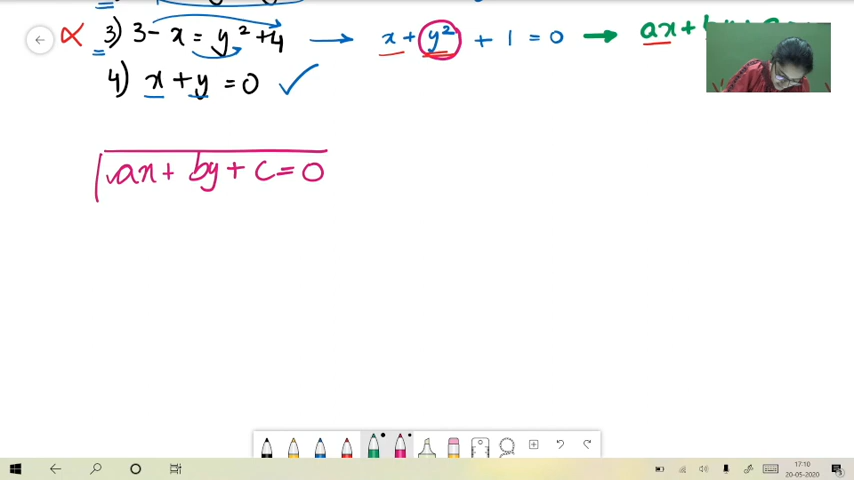 3) 3 - x = y² + 4 → x + y² + 1 = 0 → ax +
4) x + y = 0 ✓
ax + by + c = 0
17:10
20-05-2020